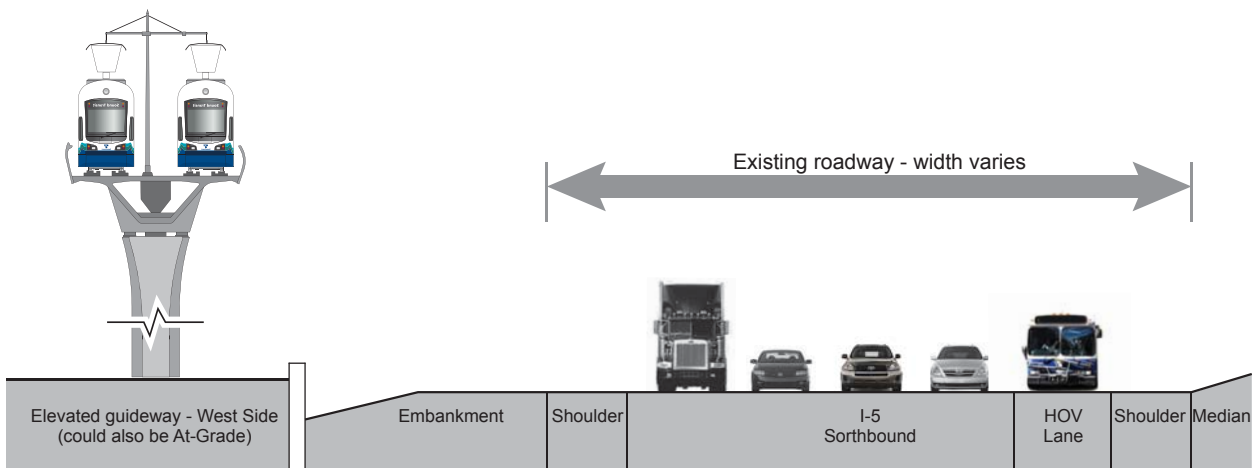 Existing roadway - width varies
Elevated guideway - West Side
(could also be At-Grade)
Embankment
Shoulder
I-5
Sorthbound
HOV
Lane
Shoulder
Median